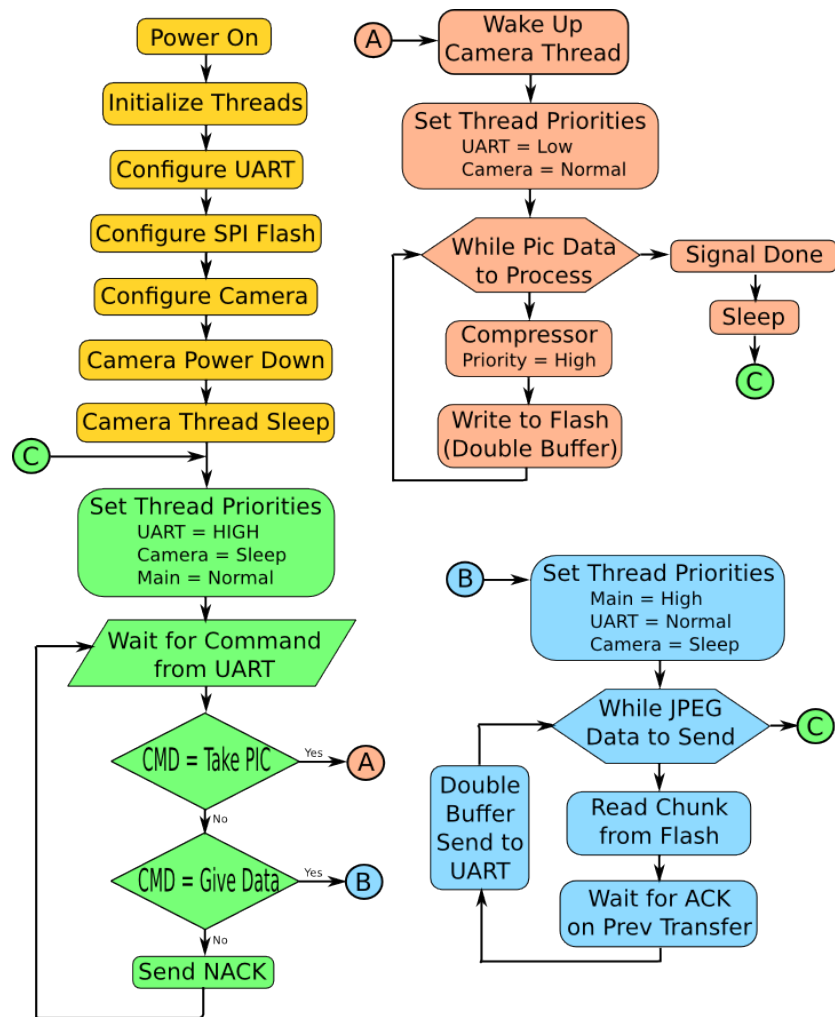 Power On
Initialize Threads
Configure UART
Configure SPI Flash
Configure Camera
Camera Power Down
Camera Thread Sleep
C
Set Thread Priorities
UART = HIGH
Camera = Sleep
Main = Normal
Wait for Command
from UART
CMD = Take PIC
Yes
A
No
CMD = Give Data
Yes
B
No
Send NACK
A
Wake Up
Camera Thread
Set Thread Priorities
UART = Low
Camera = Normal
While Pic Data
to Process
Signal Done
Sleep
C
Compressor
Priority = High
Write to Flash
(Double Buffer)
B
Set Thread Priorities
Main = High
UART = Normal
Camera = Sleep
While JPEG
Data to Send
C
Read Chunk
from Flash
Wait for ACK
on Prev Transfer
Double
Buffer
Send to
UART